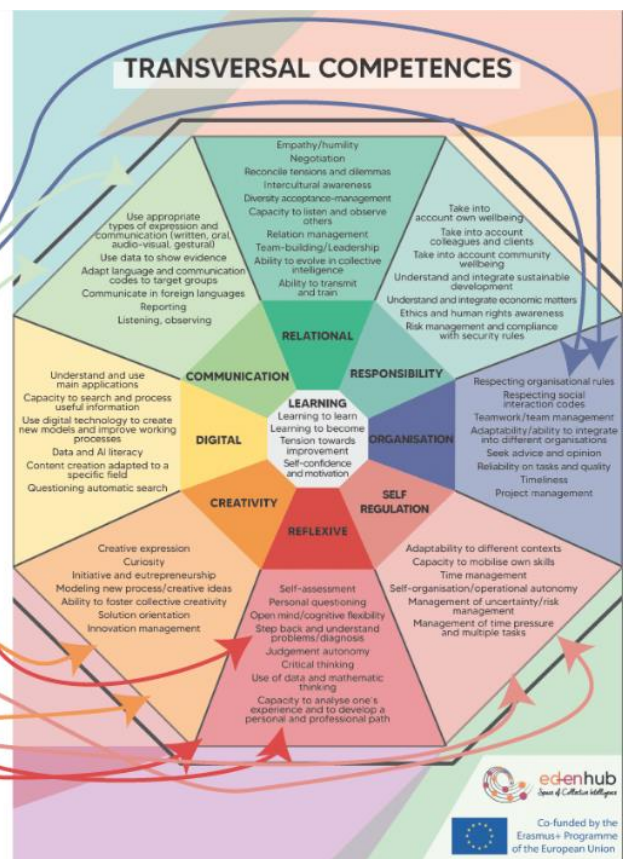 TRANSVERSAL COMPETENCES
Empathy/humility
Negotiation
Reconcile tensions and dilemmas
Intercultural awareness
Diversity acceptance-management
Capacity to listen and observe
others
Relation management
Team-building/Leadership
Ability to evolve in collective
intelligence
Ability to transmit
and train
RELATIONAL
Use appropriate
types of expression and
communication (written, oral,
audio-visual, gestural)
Use data to show evidence
Adapt language and communication
codes to target groups
Communicate in foreign languages
Reporting
Listening, observing
COMMUNICATION
Take into
account own wellbeing
Take into account
colleagues and clients
Take into account community
wellbeing
Understand and integrate sustainable
development
Understand and integrate economic matters
Ethics and human rights awareness
Risk management and compliance
with security rules
RESPONSIBILITY
Understand and use
main applications
Capacity to search and process
useful information
Use digital technology to create
new models and improve working
processes
Data and AI literacy
Content creation adapted to a
specific field
Questioning automatic search
DIGITAL
LEARNING
Learning to learn
Learning to become
Tension towards
improvement
Self-confidence
and motivation
ORGANISATION
Respecting organisational rules
Respecting social
interaction codes
Teamwork/team management
Adaptability/ability to integrate
into different organisations
Seek advice and opinion
Reliability on tasks and quality
Timeliness
Project management
CREATIVITY
Creative expression
Curiosity
Initiative and eutrepreneurship
Modeling new process/creative ideas
Ability to foster collective creativity
Solution orientation
Innovation management
REFLEXIVE
Self-assessment
Personal questioning
Open mind/cognitive flexibility
Step back and understand
problems/diagnosis
Judgement autonomy
Critical thinking
Use of data and mathematic
thinking
Capacity to analyse one's
experience and to develop a
personal and professional path
SELF
REGULATION
Adaptability to different contexts
Capacity to mobilise own skills
Time management
Self-organisation/operational autonomy
Management of uncertainty/risk
management
Management of time pressure
and multiple tasks
edenhub
Space of Collective Intelligence
Co-funded by the
Erasmus+ Programme
of the European Union